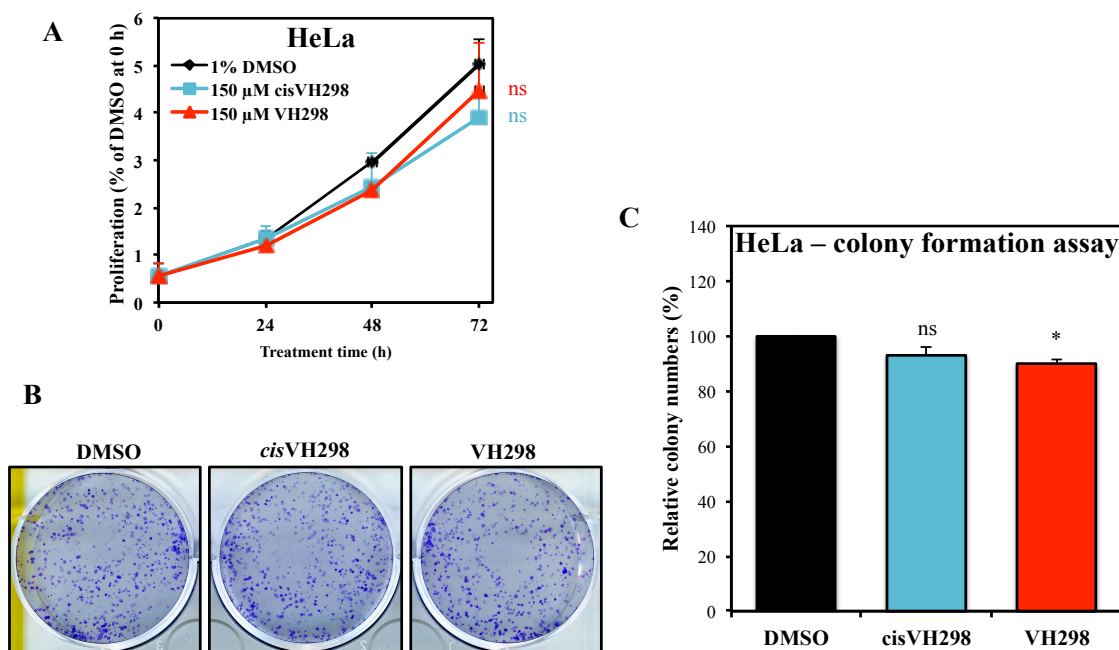 A
HeLa
1% DMSO
150 µM cisVH298
150 µM VH298
ns
ns
Proliferation (% of DMSO at 0 h)
6
5
4
3
2
1
0
0 24 48 72
Treatment time (h)
B
DMSO cisVH298 VH298
C
HeLa – colony formation assay
Relative colony numbers (%)
140
120
100
80
60
40
20
0
ns
*
DMSO cisVH298 VH298